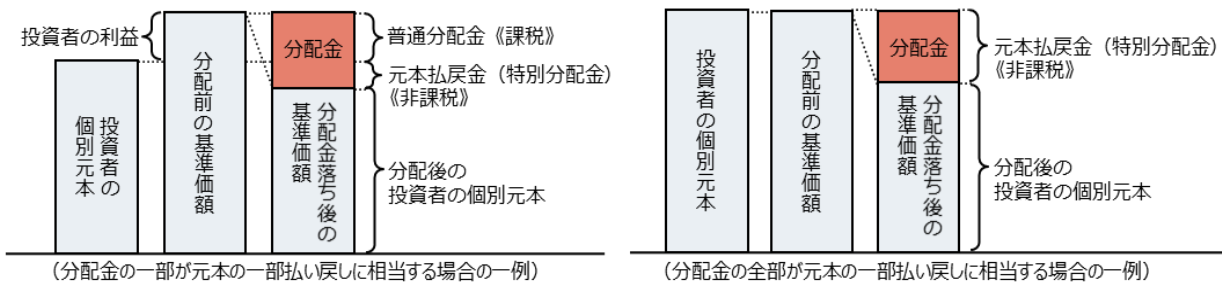 投資者の利益
投資者の
個別元本
分配前の基準価額
分配金
分配金落ち後の
基準価額
普通分配金《課税》
元本払戻金（特別分配金）
《非課税》
分配後の
投資者の個別元本
（分配金の一部が元本の一部払い戻しに相当する場合の一例）
投資者の個別元本
分配前の基準価額
分配金
分配金落ち後の
基準価額
元本払戻金（特別分配金）
《非課税》
分配後の
投資者の個別元本
（分配金の全部が元本の一部払い戻しに相当する場合の一例）